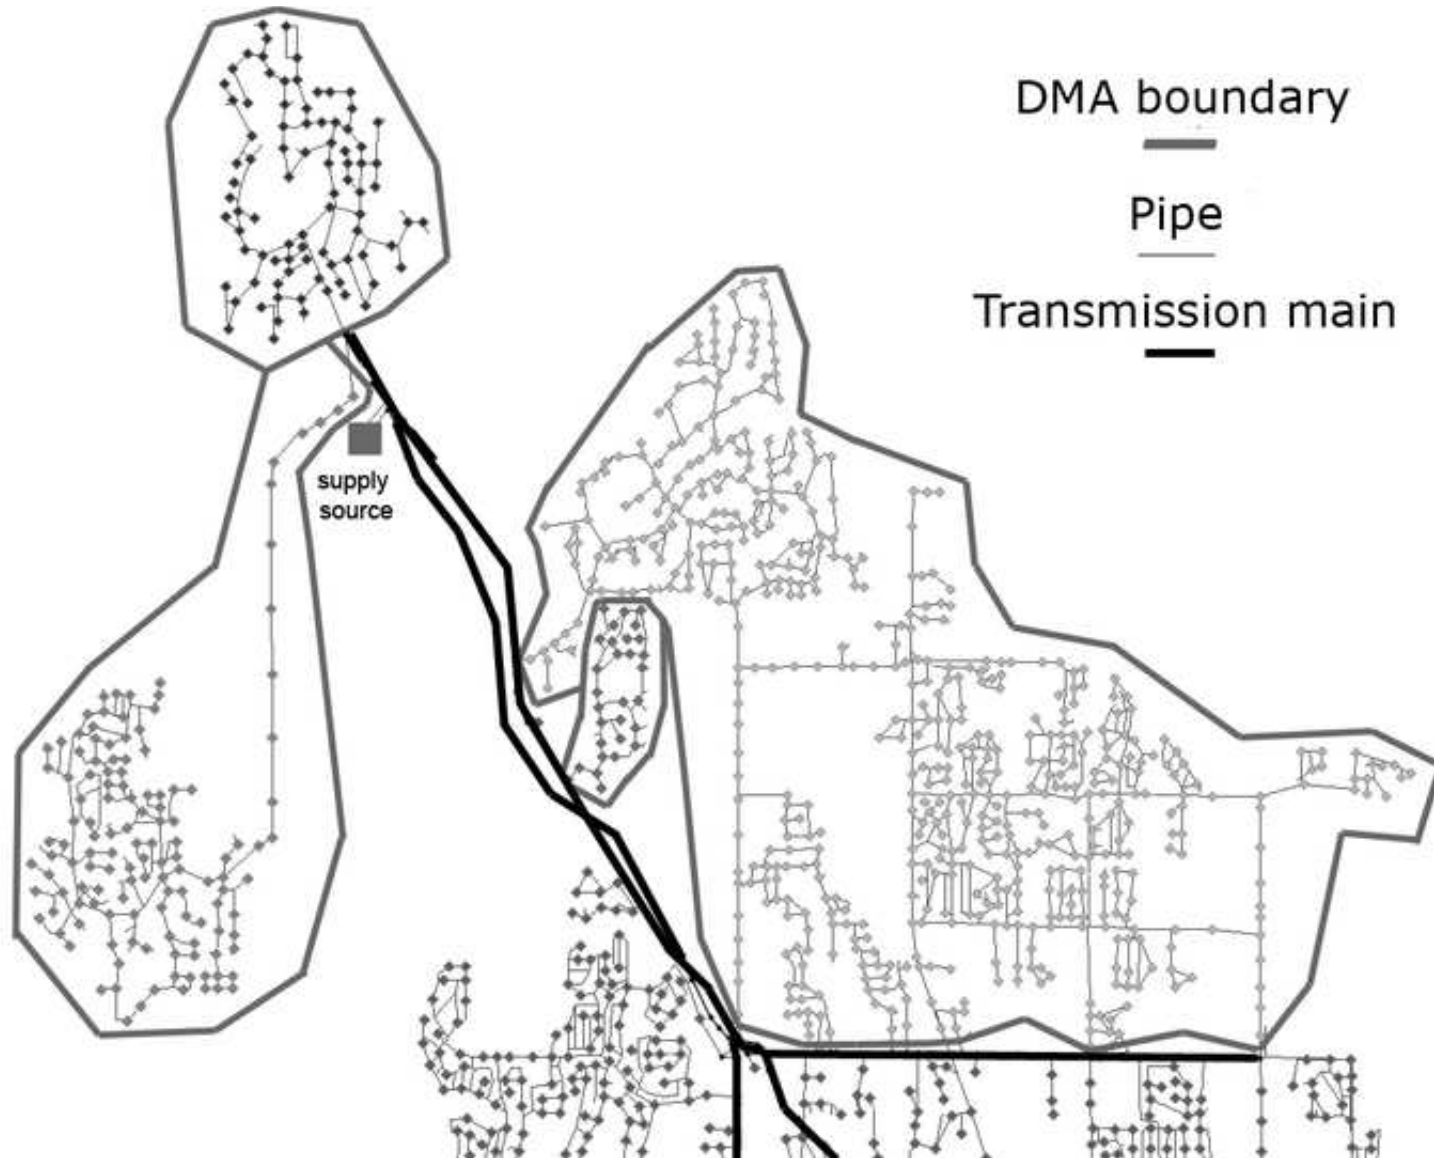 DMA boundary
Pipe
Transmission main
supply
source